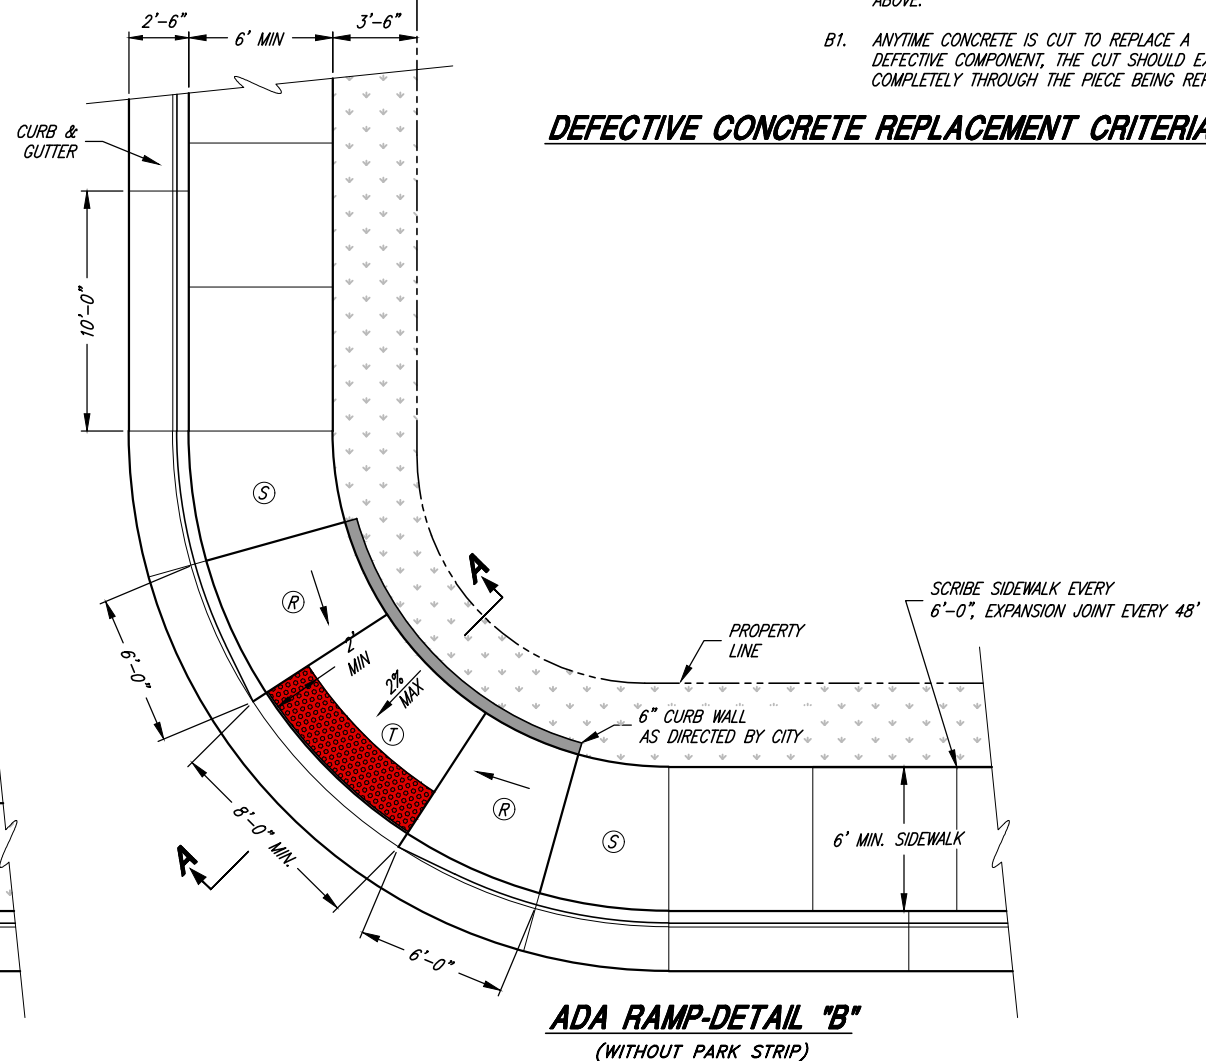 ABOVE.
B1. ANYTIME CONCRETE IS CUT TO REPLACE A
DEFECTIVE COMPONENT, THE CUT SHOULD
COMPLETELY THROUGH THE PIECE BEING
DEFECTIVE CONCRETE REPLACEMENT CRITERIA
2'-6"
6' MIN
3'-6"
CURB &
GUTTER
10'-0"
S
R
2'
MIN
2%
MAX
T
R
S
A
A
6'-0"
8'-0" MIN.
6'-0"
PROPERTY
LINE
SCRIBE SIDEWALK EVERY
6'-0", EXPANSION JOINT EVERY 48'
6" CURB WALL
AS DIRECTED BY CITY
6' MIN. SIDEWALK
ADA RAMP-DETAIL "B"
(WITHOUT PARK STRIP)